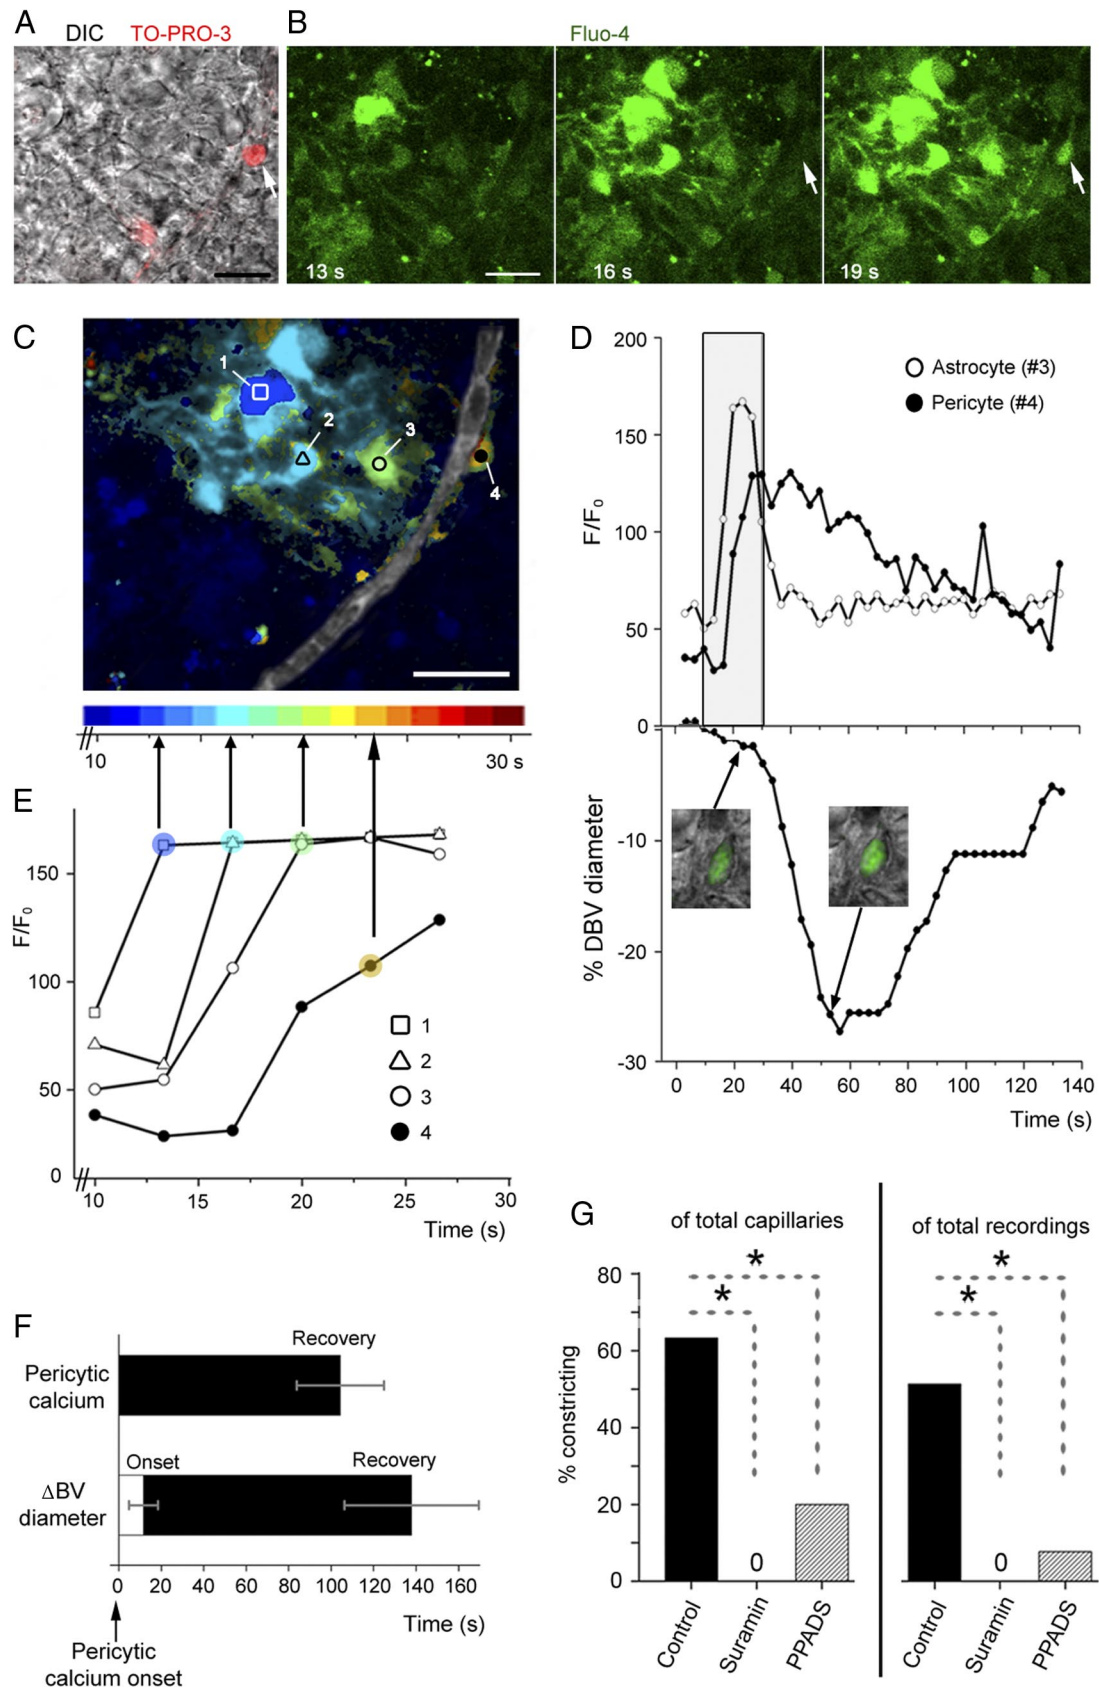 A
DIC
TO-PRO-3
B
Fluo-4
13 s
16 s
19 s
C
1
2
3
4
10
30 s
D
Astrocyte (#3)
Pericyte (#4)
F/F0
200
150
100
50
0
% DBV diameter
0
-10
-20
-30
0
20
40
60
80
100
120
140
Time (s)
E
F/F0
150
100
50
0
1
2
3
4
10
15
20
25
30
Time (s)
F
Recovery
Pericytic
calcium
Onset
Recovery
ΔBV
diameter
0
20
40
60
80
100
120
140
160
Time (s)
Pericytic
calcium onset
G
of total capillaries
of total recordings
*
*
*
*
% constricting
80
60
40
20
0
0
0
Control
Suramin
PPADS
Control
Suramin
PPADS